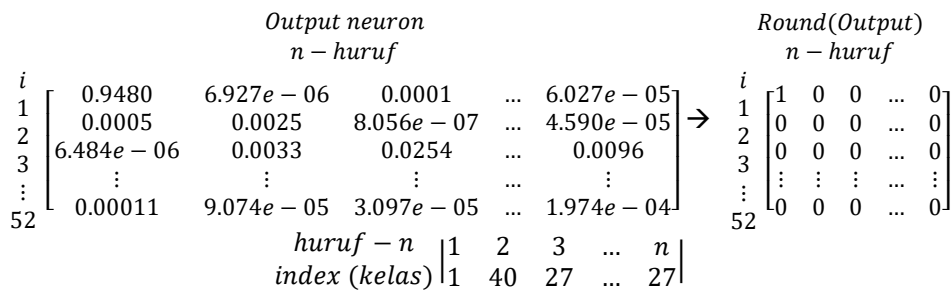 Output neuron Round(Output)
n − huruf n − huruf
i i
1 0.9480 6.927e − 06 0.0001 ... 6.027e − 05 → 1 1 0 0 ... 0
2 0.0005 0.0025 8.056e − 07 ... 4.590e − 05 2 0 0 0 ... 0
3 6.484e − 06 0.0033 0.0254 ... 0.0096 3 0 0 0 ... 0
⋮ ⋮ ⋮ ⋮ ... ⋮ ⋮ ⋮ ⋮ ⋮ ... ⋮
52 0.00011 9.074e − 05 3.097e − 05 ... 1.974e − 04 52 0 0 0 ... 0
huruf − n |1 2 3 ... n|
index (kelas) |1 40 27 ... 27|